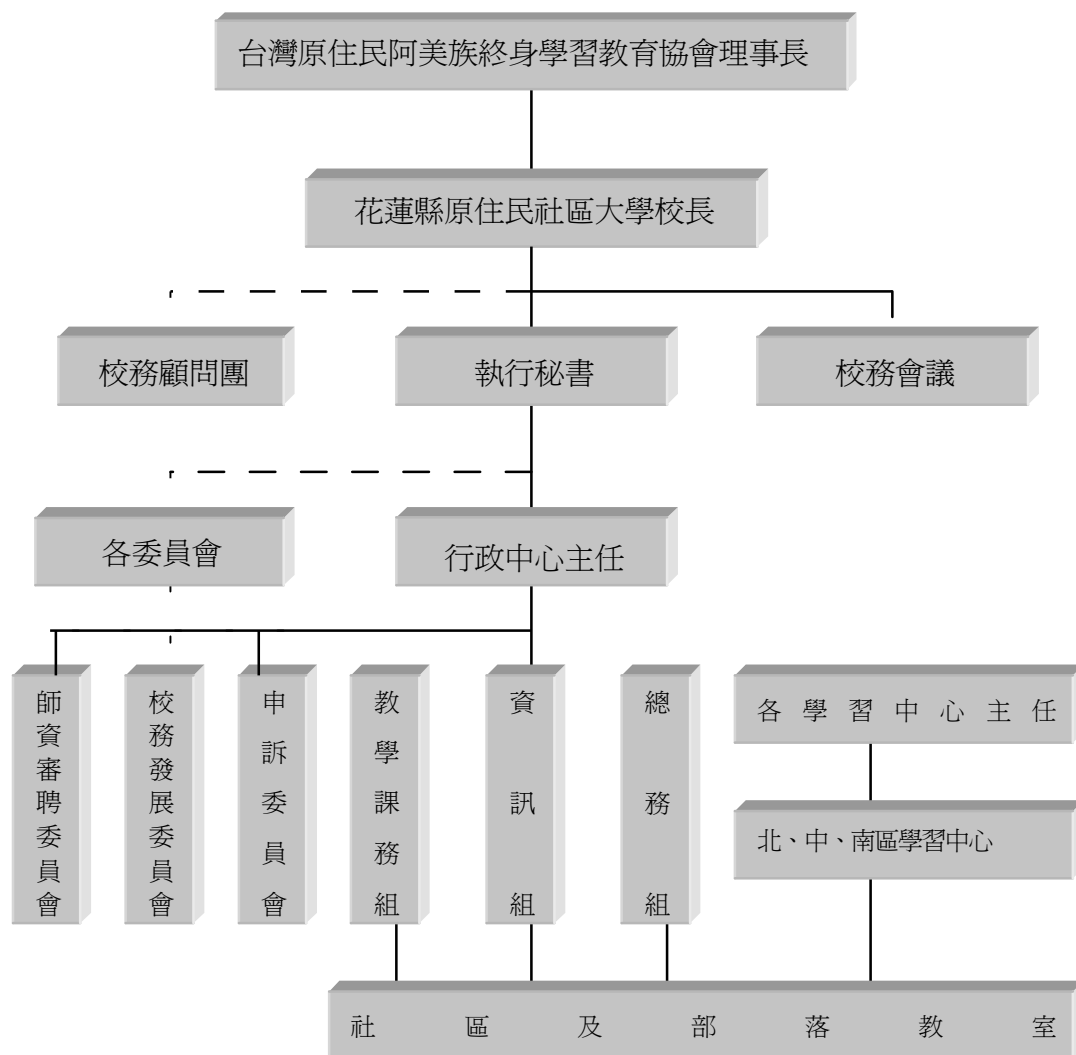 台灣原住民阿美族終身學習教育協會理事長
花蓮縣原住民社區大學校長
校務顧問團
執行秘書
校務會議
各委員會
行政中心主任
師資審聘委員會
校務發展委員會
申訴委員會
教學課務組
資訊組
總務組
各學習中心主任
北、中、南區學習中心
社區及部落教室